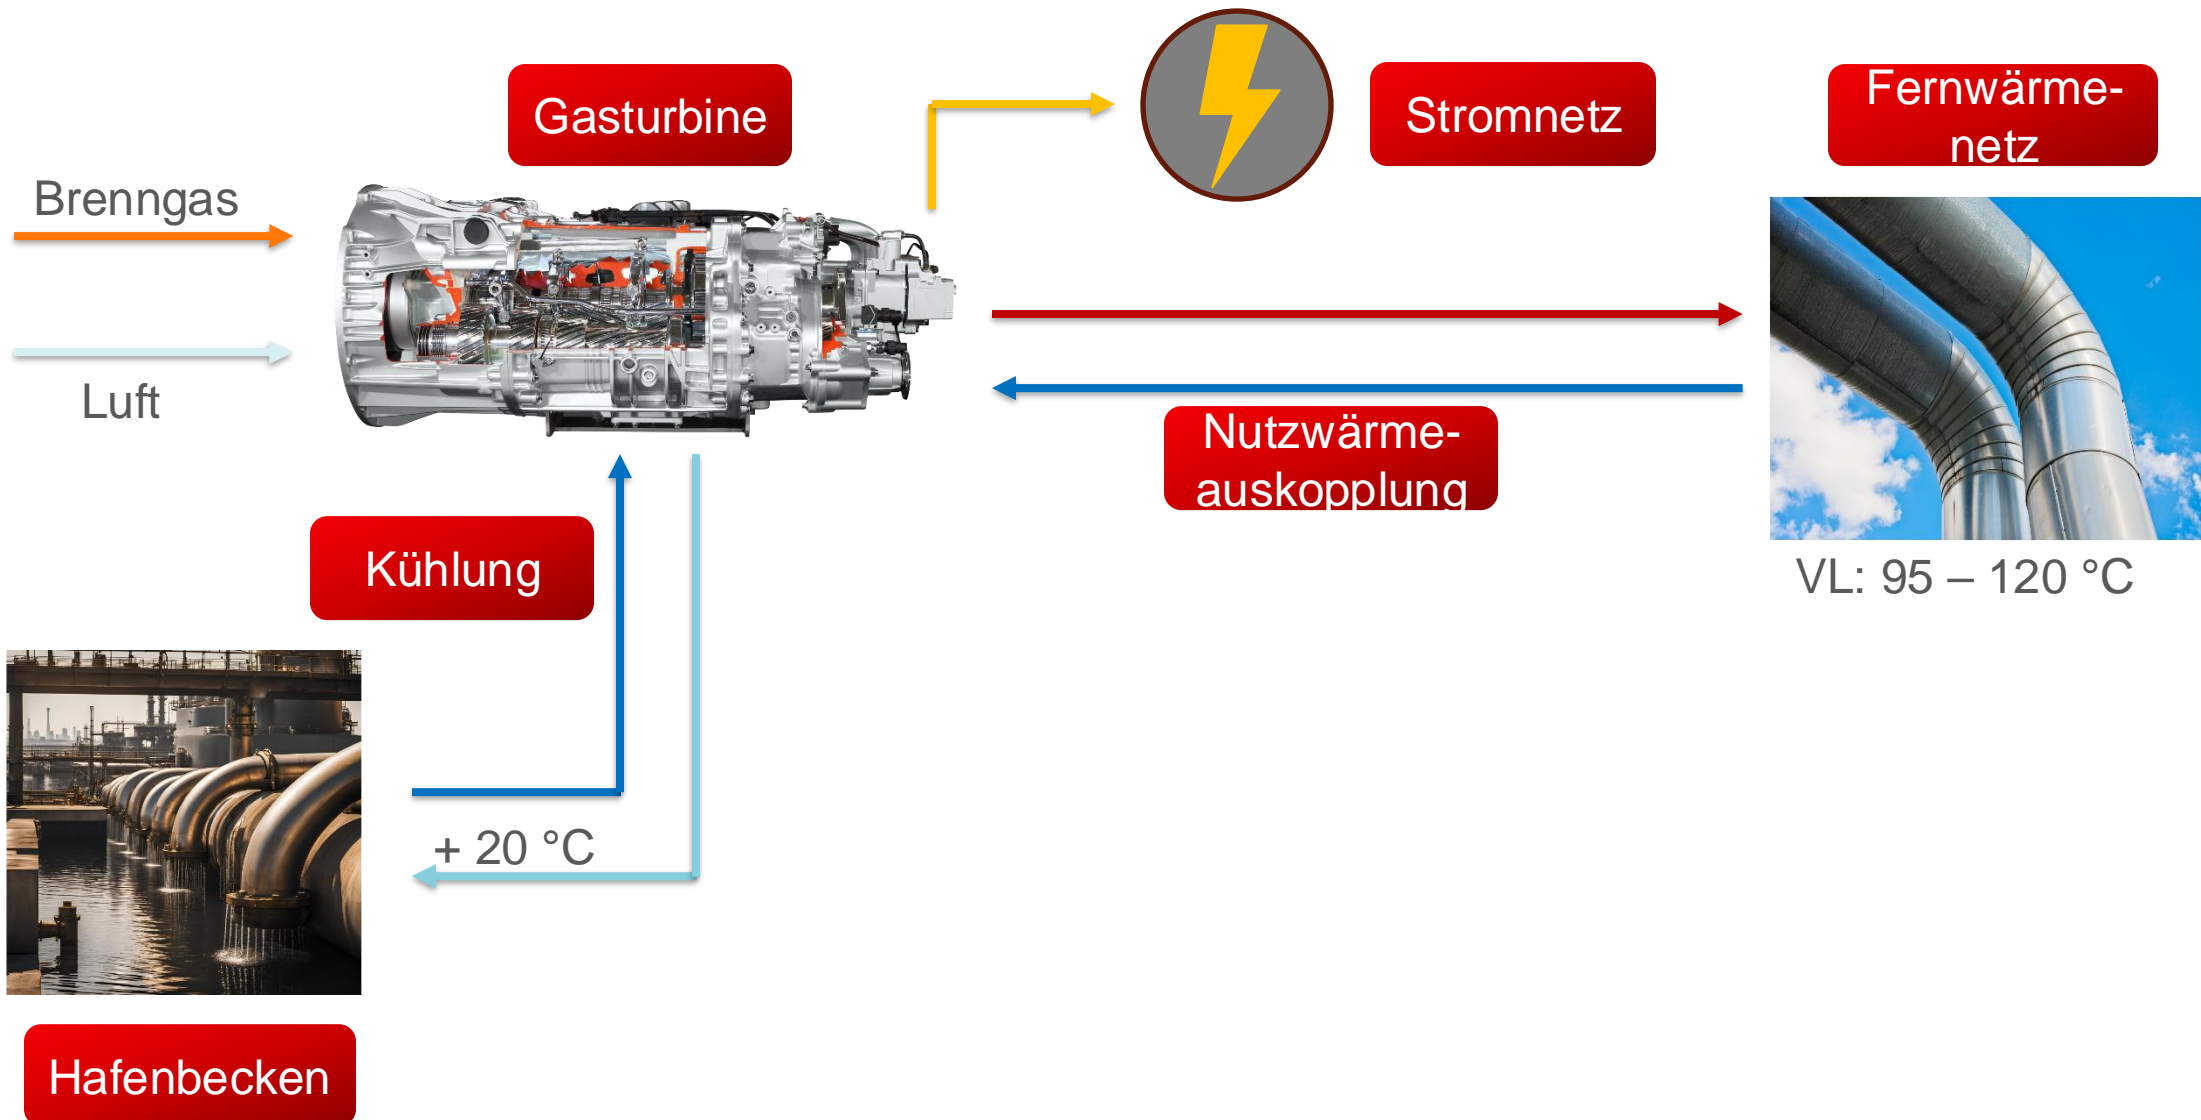 Gasturbine
Stromnetz
Fernwärme-
netz
Brenngas
Luft
Nutzwärme-
auskopplung
Kühlung
VL: 95 – 120 °C
+ 20 °C
Hafenbecken